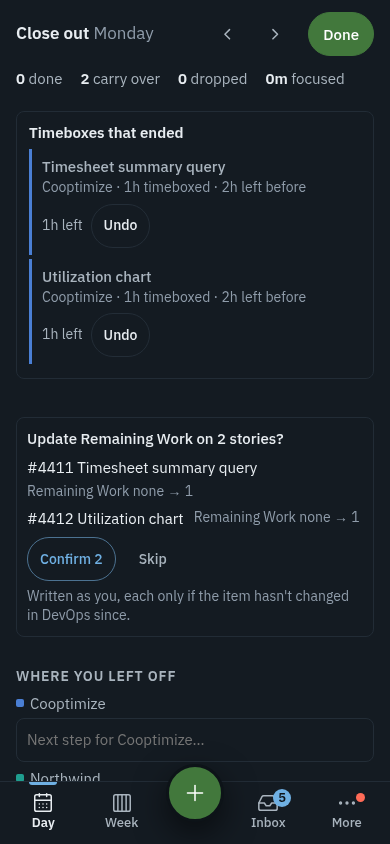 Close out Monday
Done
0 done 2 carry over 0 dropped 0m focused
Timeboxes that ended
Timesheet summary query
Cooptimize · 1h timeboxed · 2h left before
1h left Undo
Utilization chart
Cooptimize · 1h timeboxed · 2h left before
1h left Undo
Update Remaining Work on 2 stories?
#4411 Timesheet summary query
Remaining Work none → 1
#4412 Utilization chart Remaining Work none → 1
Confirm 2 Skip
Written as you, each only if the item hasn't changed
in DevOps since.
WHERE YOU LEFT OFF
Cooptimize
Next step for Cooptimize...
Northwind
5
Day Week Inbox More